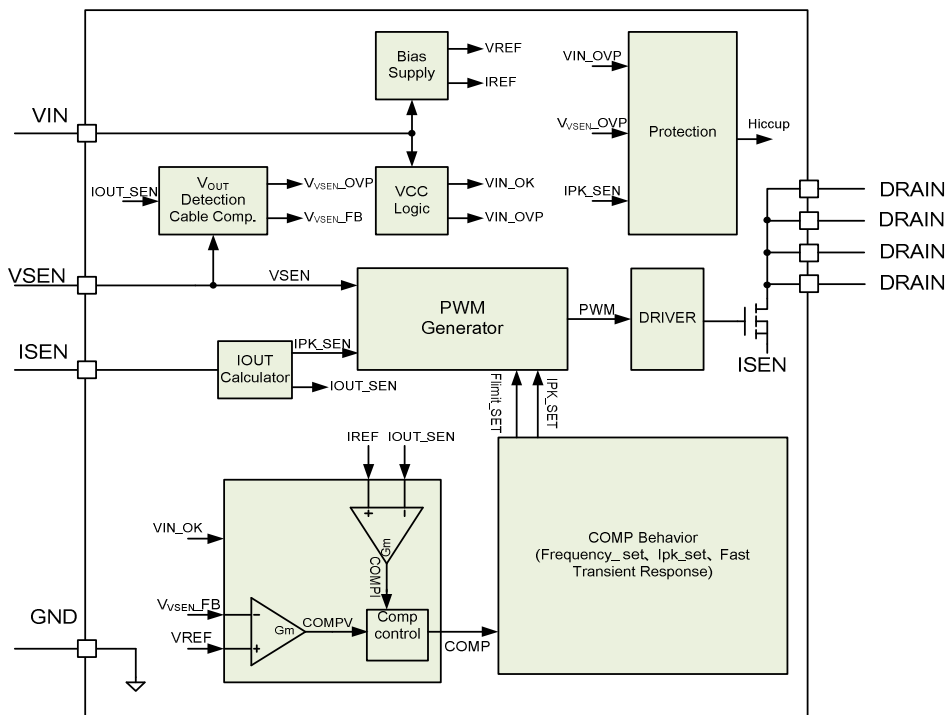 VIN
Bias
Supply
VREF
IREF
VIN_OVP
V_VSEN_OVP
IPK_SEN
Protection
Hiccup
IOUT_SEN
VOUT
Detection
Cable Comp.
VVSEN_OVP
VVSEN_FB
VCC
Logic
VIN_OK
VIN_OVP
DRAIN
DRAIN
DRAIN
DRAIN
VSEN
VSEN
PWM
Generator
PWM
DRIVER
ISEN
ISEN
IOUT
Calculator
IPK_SEN
IOUT_SEN
Flimit_SET
IPK_SET
IREF
IOUT_SEN
+
−
Gm
COMPI
VIN_OK
VVSEN_FB
VREF
−
+
Gm
COMPV
Comp
control
COMP
COMP Behavior
(Frequency_set、Ipk_set、Fast
Transient Response)
GND